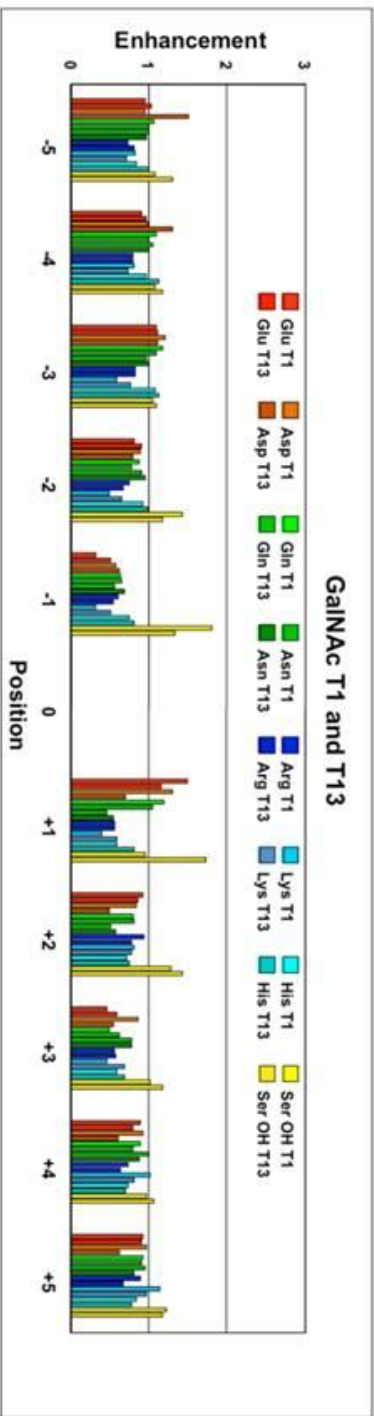 GalNAc T1 and T13
Glu T1 Asp T1 Gln T1 Asn T1 Arg T1 Lys T1 His T1 Ser OH T1
Glu T13 Asp T13 Gln T13 Asn T13 Arg T13 Lys T13 His T13 Ser OH T13
Enhancement
3
2
1
0
-5 -4 -3 -2 -1 0 +1 +2 +3 +4 +5
Position